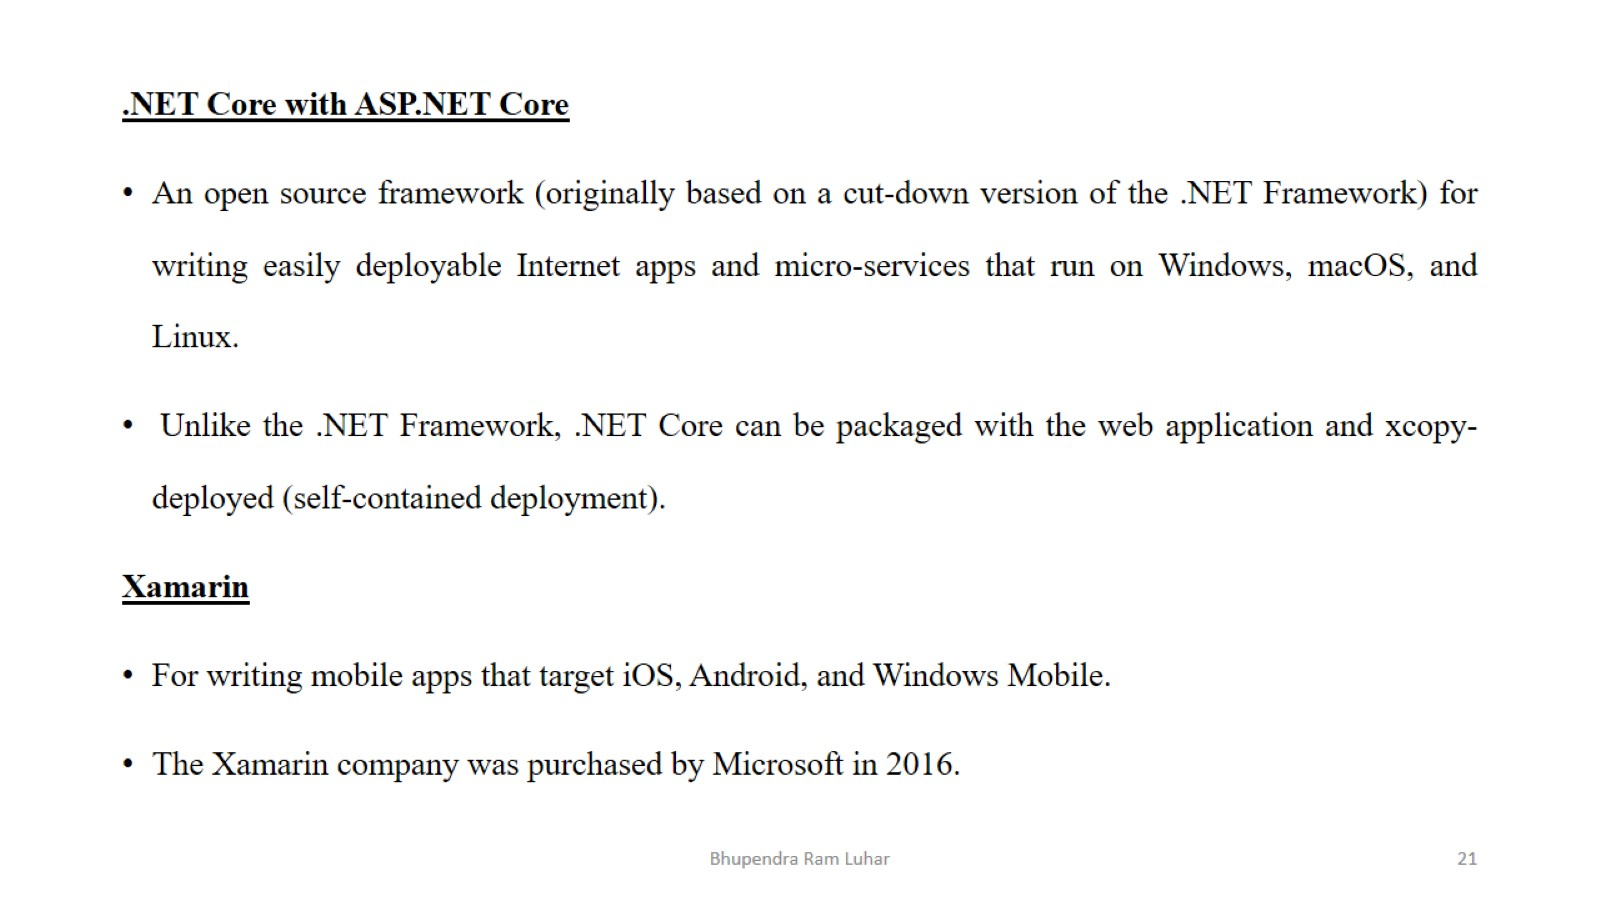 .NET Core with ASP.NET Core
• An open source framework (originally based on a cut-down version of the .NET Framework) for
writing easily deployable Internet apps and micro-services that run on Windows, macOS, and
Linux.
• Unlike the .NET Framework, .NET Core can be packaged with the web application and xcopy-
deployed (self-contained deployment).
Xamarin
• For writing mobile apps that target iOS, Android, and Windows Mobile.
• The Xamarin company was purchased by Microsoft in 2016.
Bhupendra Ram Luhar
21